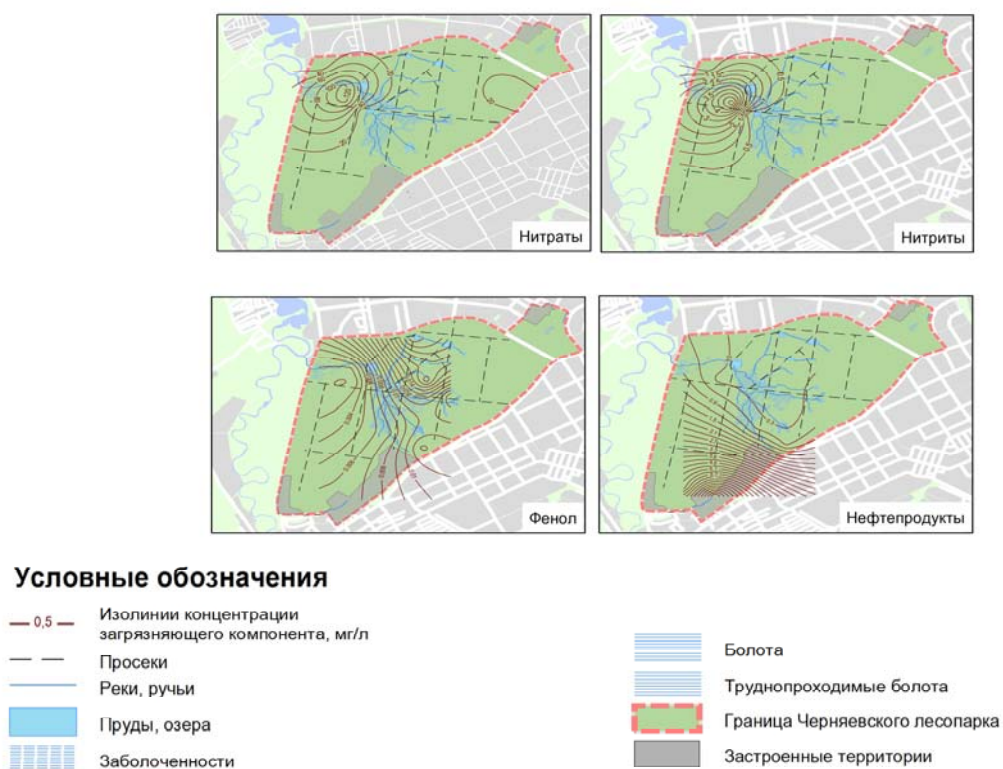 Нитраты
Нитриты
Фенол
Нефтепродукты
Условные обозначения
0,5
Изолинии концентрации
загрязняющего компонента, мг/л
Просеки
Реки, ручьи
Пруды, озера
Заболоченности
Болота
Труднопроходимые болота
Граница Черняевского лесопарка
Застроенные территории